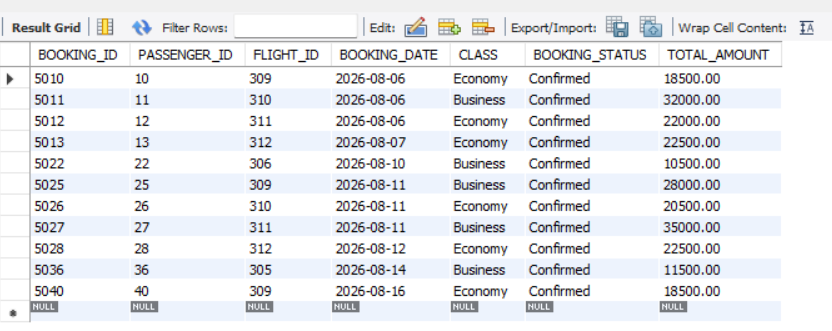 Result Grid Filter Rows: Edit: Export/Import: Wrap Cell Content: IA
BOOKING_ID PASSENGER_ID FLIGHT_ID BOOKING_DATE CLASS BOOKING_STATUS TOTAL_AMOUNT
5010 10 309 2026-08-06 Economy Confirmed 18500.00
5011 11 310 2026-08-06 Business Confirmed 32000.00
5012 12 311 2026-08-06 Economy Confirmed 22000.00
5013 13 312 2026-08-07 Economy Confirmed 22500.00
5022 22 306 2026-08-10 Business Confirmed 10500.00
5025 25 309 2026-08-11 Business Confirmed 28000.00
5026 26 310 2026-08-11 Economy Confirmed 20500.00
5027 27 311 2026-08-11 Business Confirmed 35000.00
5028 28 312 2026-08-12 Economy Confirmed 22500.00
5036 36 305 2026-08-14 Business Confirmed 11500.00
5040 40 309 2026-08-16 Economy Confirmed 18500.00
NULL NULL NULL NULL NULL NULL NULL